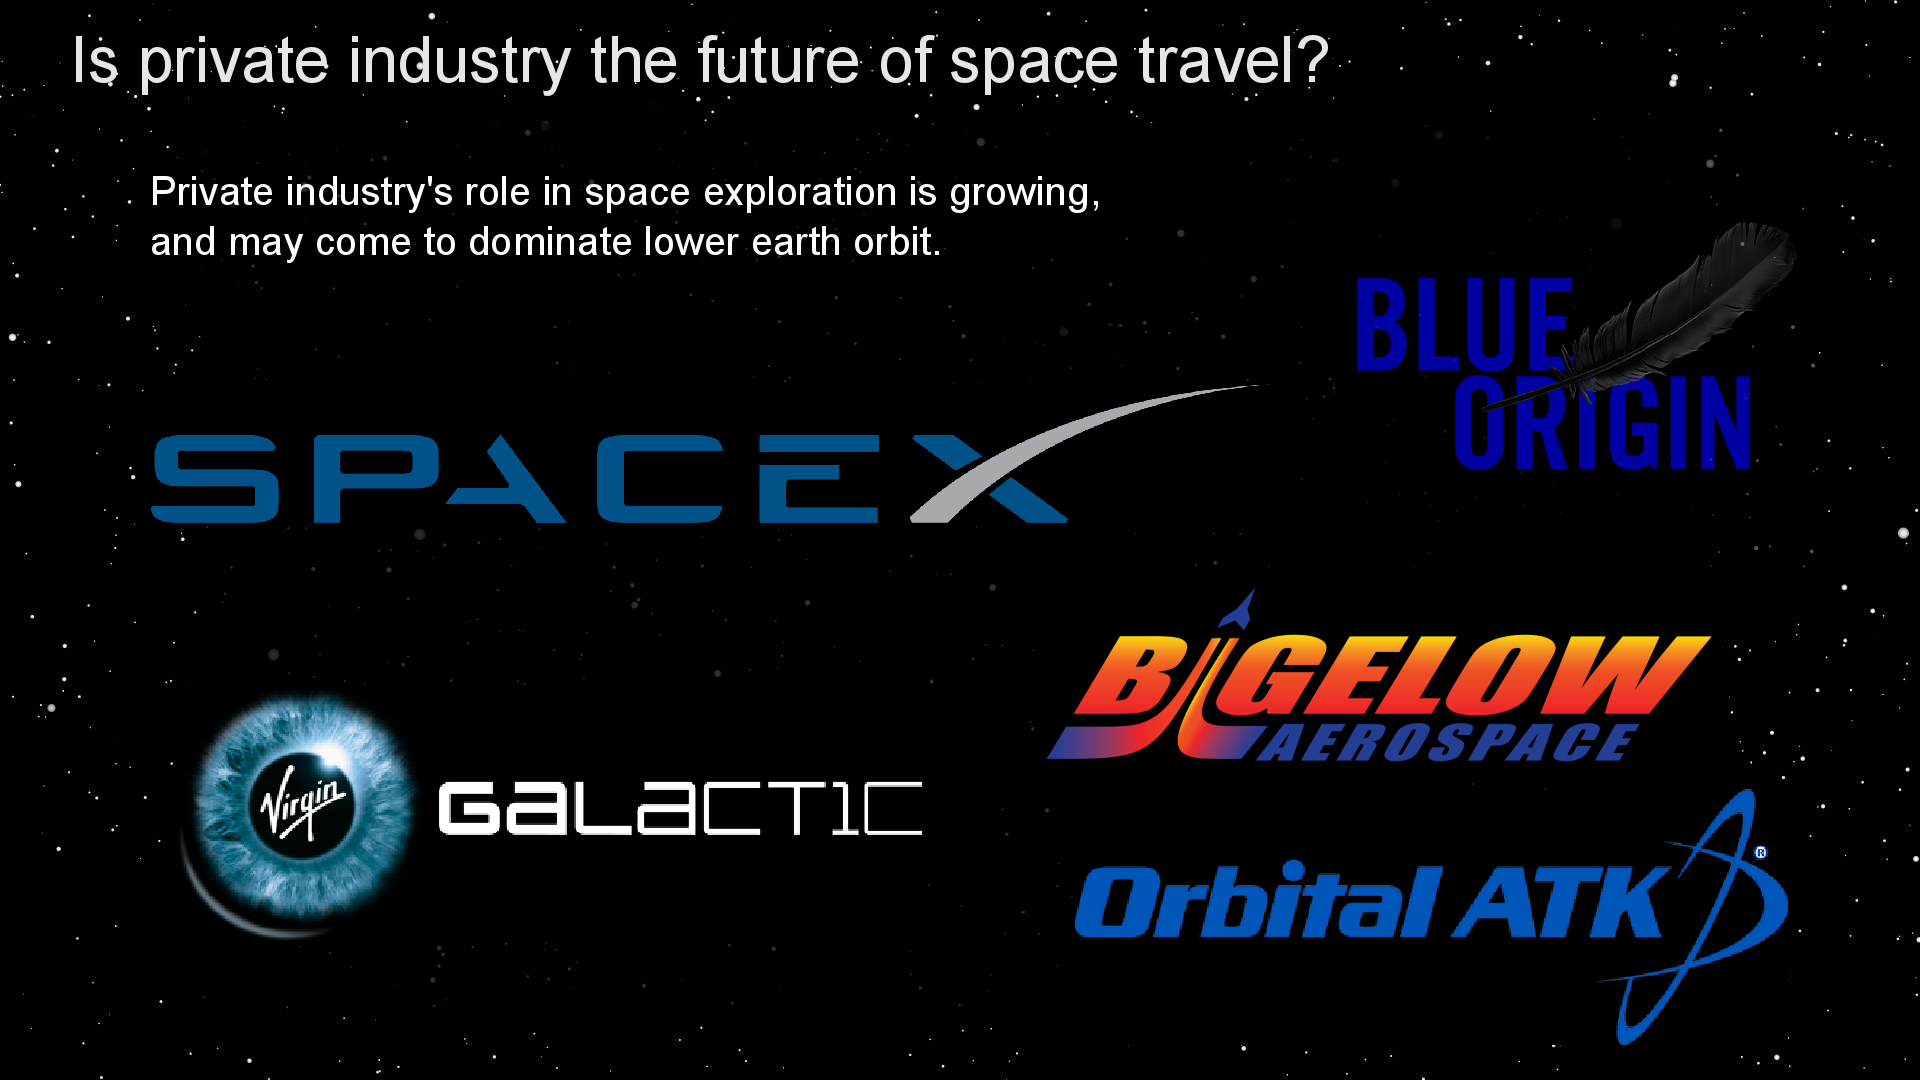 Is private industry the future of space travel?
Private industry's role in space exploration is growing,
and may come to dominate lower earth orbit.
BLUE
ORIGIN
SPACEX
BIGELOW
AEROSPACE
Virgin GALACTIC
Orbital ATK®